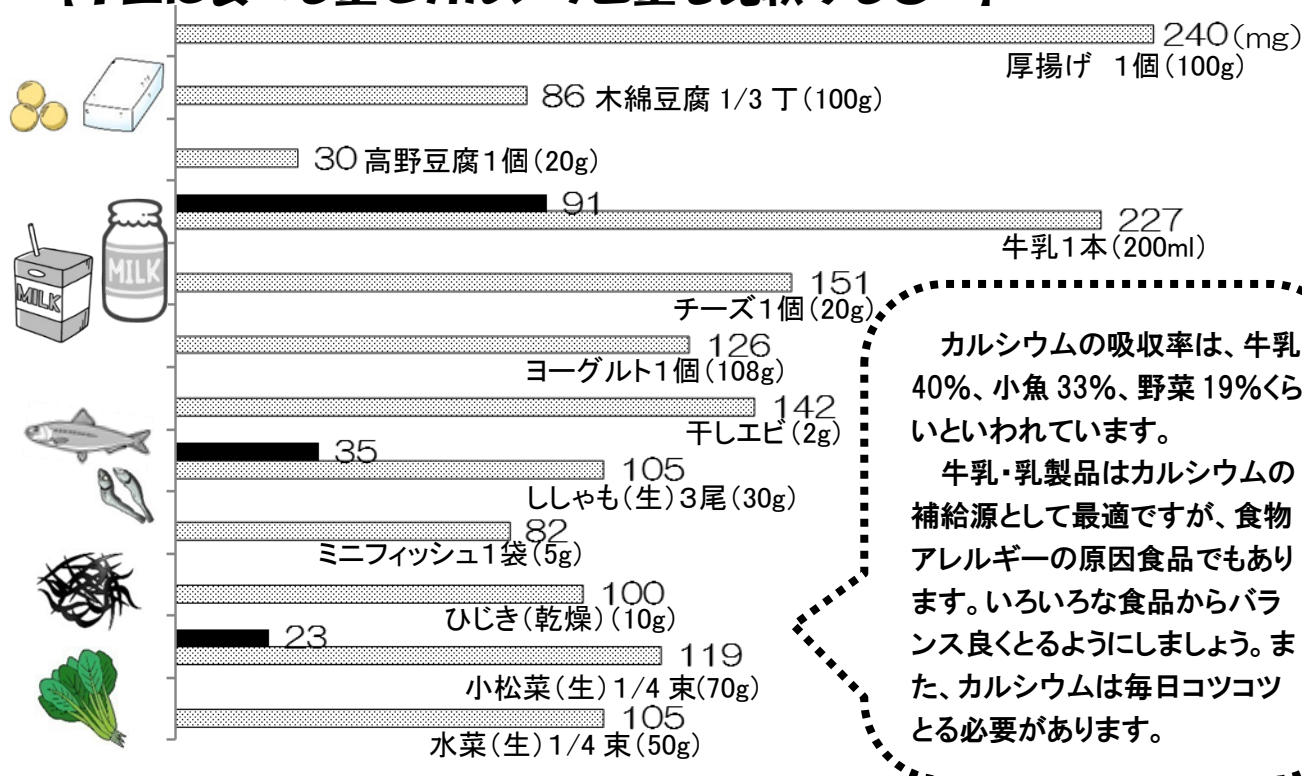 240(mg)
厚揚げ 1個(100g)
86 木綿豆腐 1/3 丁(100g)
30 高野豆腐1個(20g)
91
227
牛乳1本(200ml)
151
チーズ1個(20g)
126
ヨーグルト1個(108g)
142
干しエビ(2g)
35
105
ししゃも(生)3尾(30g)
82
ミニフィッシュ1袋(5g)
100
ひじき(乾燥)(10g)
23
119
小松菜(生)1/4 束(70g)
105
水菜(生)1/4 束(50g)
MILK
MILK
カルシウムの吸収率は、牛乳
40%、小魚 33%、野菜 19%くら
いといわれています。
牛乳・乳製品はカルシウムの
補給源として最適ですが、食物
アレルギーの原因食品でもあり
ます。いろいろな食品からバラ
ンス良くとるようにしましょう。ま
た、カルシウムは毎日コツコツ
とる必要があります。